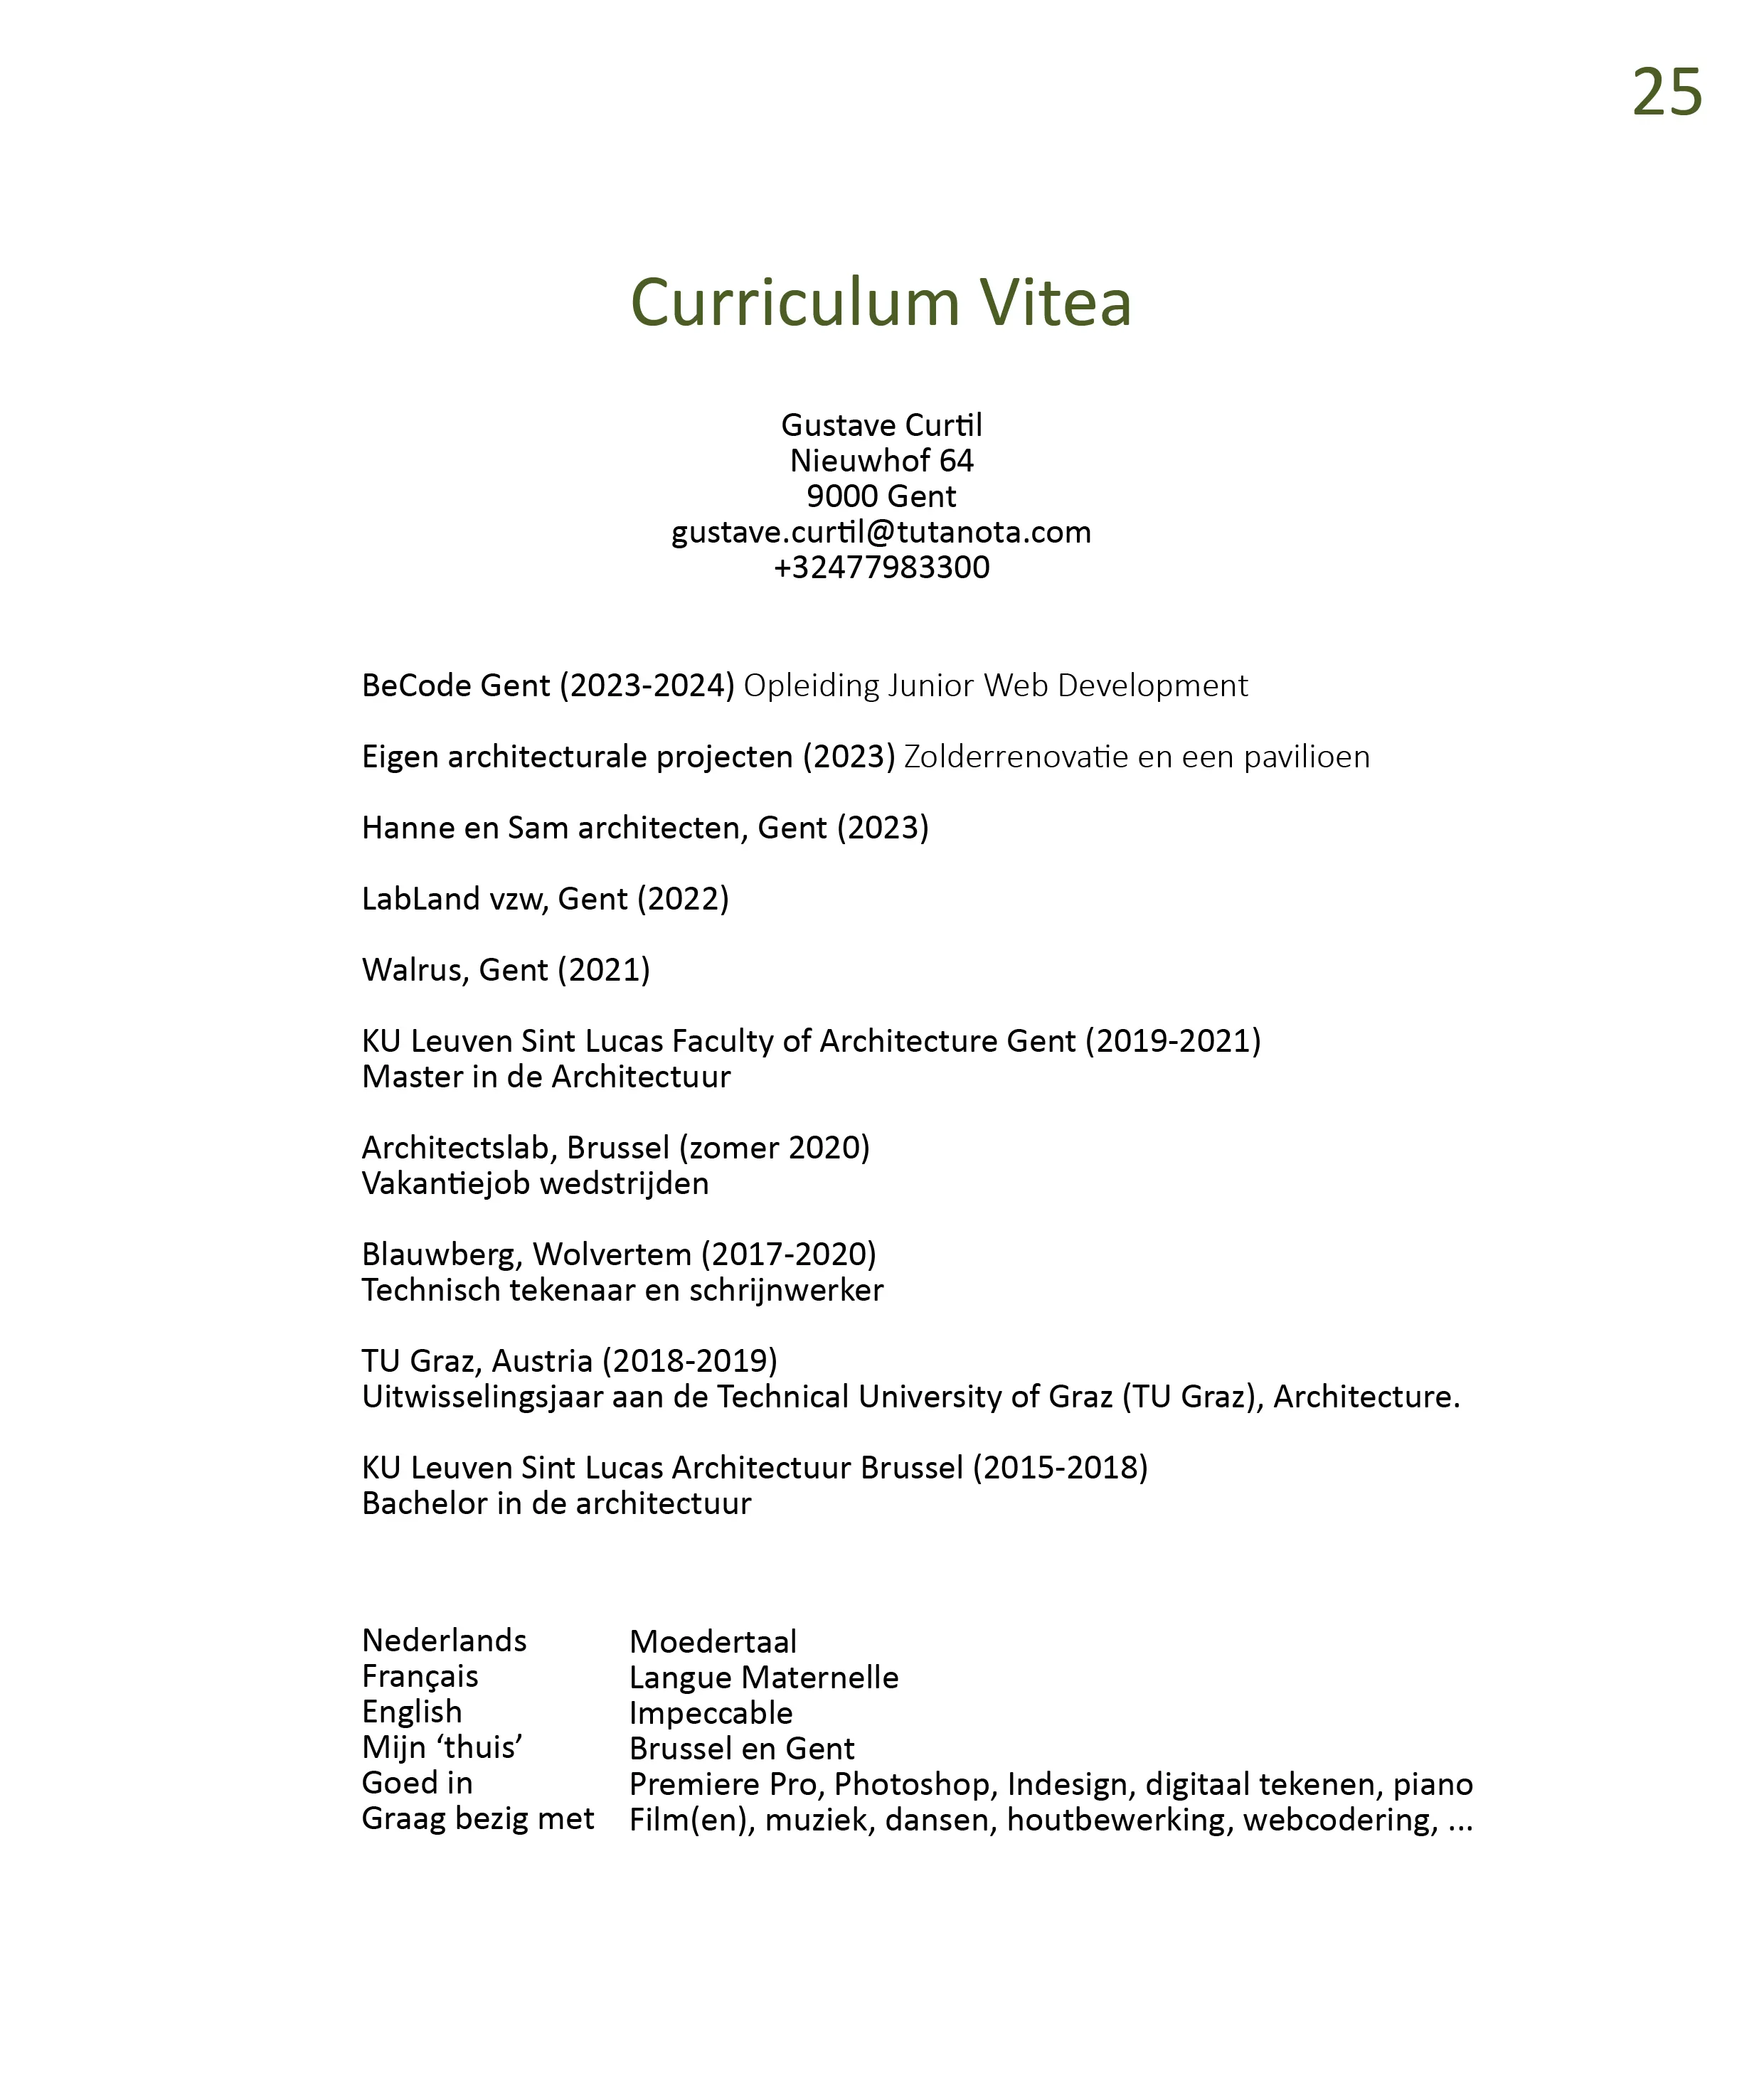 25
Curriculum Vitea
Gustave Curtil
Nieuwhof 64
9000 Gent
gustave.curtil@tutanota.com
+32477983300
BeCode Gent (2023-2024) Opleiding Junior Web Development
Eigen architecturale projecten (2023) Zolderrenovatie en een pavilioen
Hanne en Sam architecten, Gent (2023)
LabLand vzw, Gent (2022)
Walrus, Gent (2021)
KU Leuven Sint Lucas Faculty of Architecture Gent (2019-2021)
Master in de Architectuur
Architectslab, Brussel (zomer 2020)
Vakantiejob wedstrijden
Blauwberg, Wolvertem (2017-2020)
Technisch tekenaar en schrijnwerker
TU Graz, Austria (2018-2019)
Uitwisselingsjaar aan de Technical University of Graz (TU Graz), Architecture.
KU Leuven Sint Lucas Architectuur Brussel (2015-2018)
Bachelor in de architectuur
Nederlands Moedertaal
Français Langue Maternelle
English Impeccable
Mijn ‘thuis’ Brussel en Gent
Goed in Premiere Pro, Photoshop, Indesign, digitaal tekenen, piano
Graag bezig met Film(en), muziek, dansen, houtbewerking, webcodering, ...